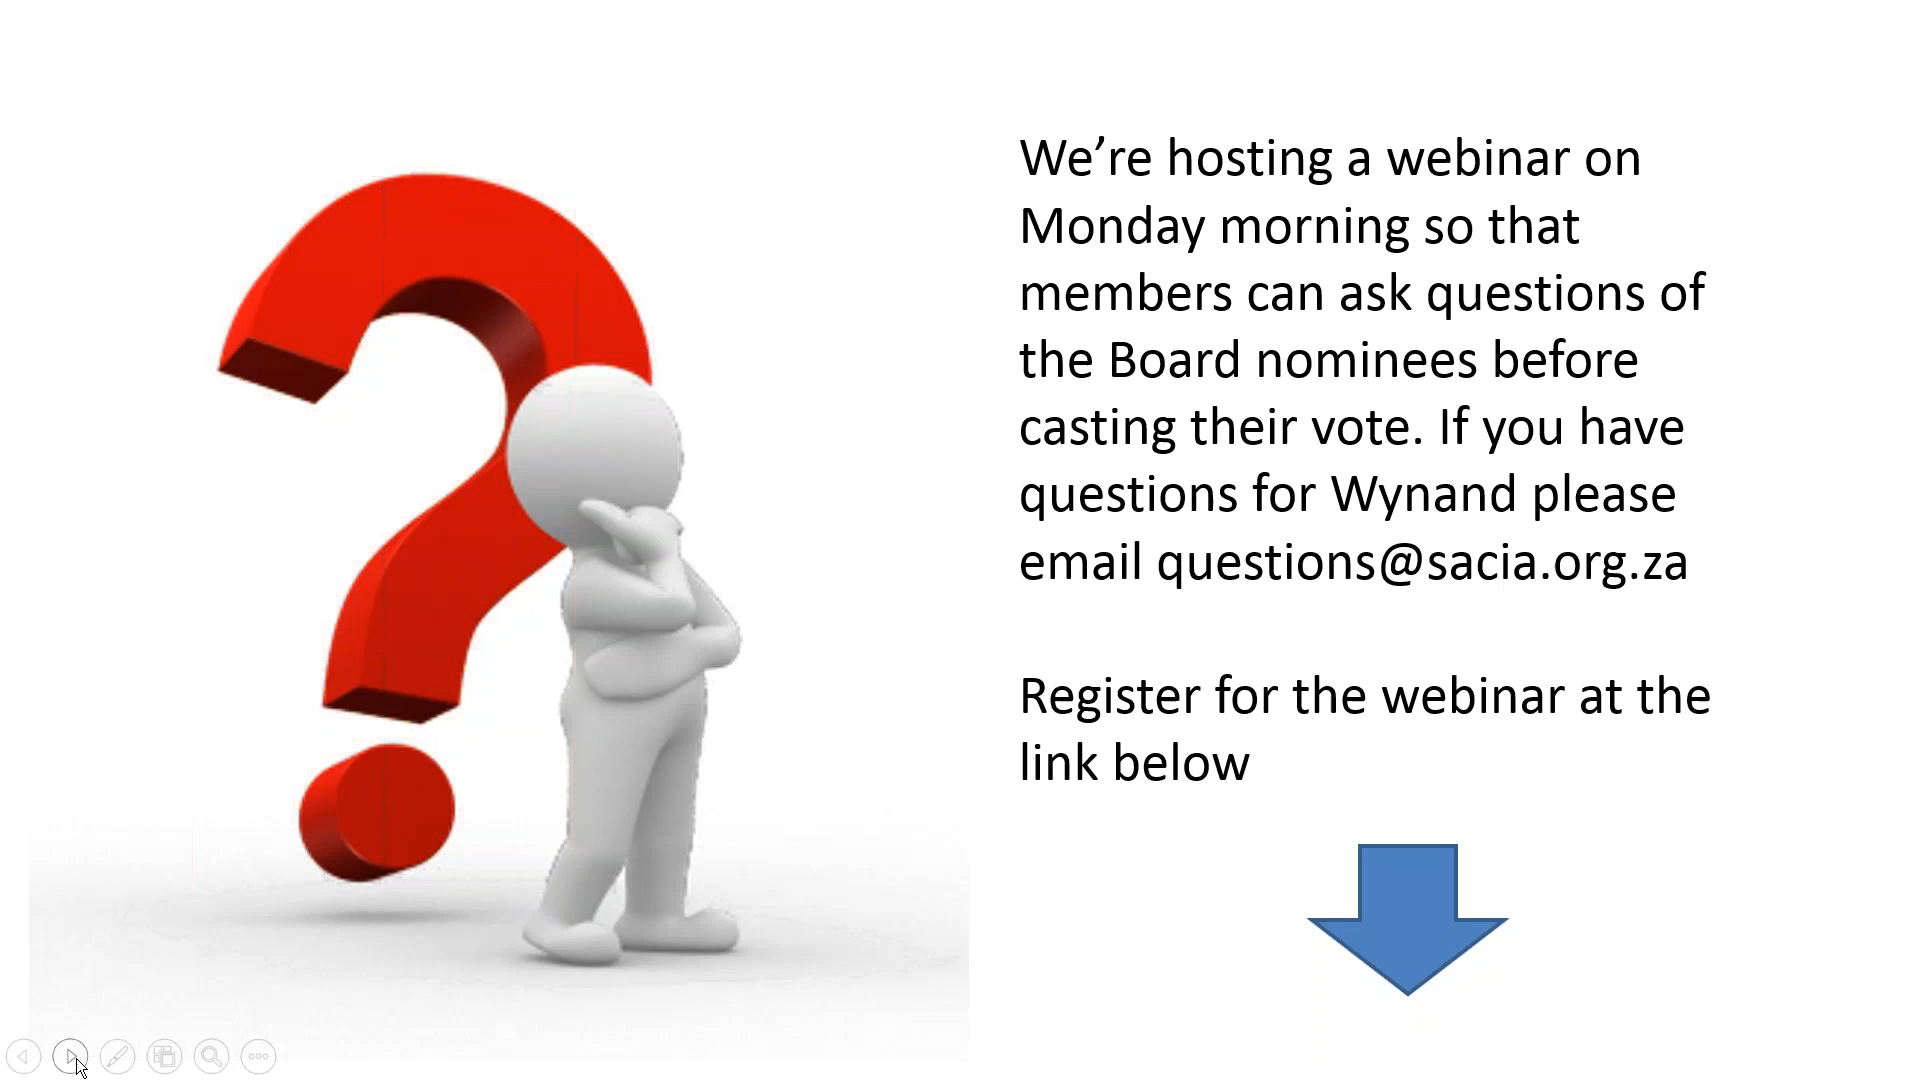 We’re hosting a webinar on
Monday morning so that
members can ask questions of
the Board nominees before
casting their vote. If you have
questions for Wynand please
email questions@sacia.org.za
Register for the webinar at the
link below